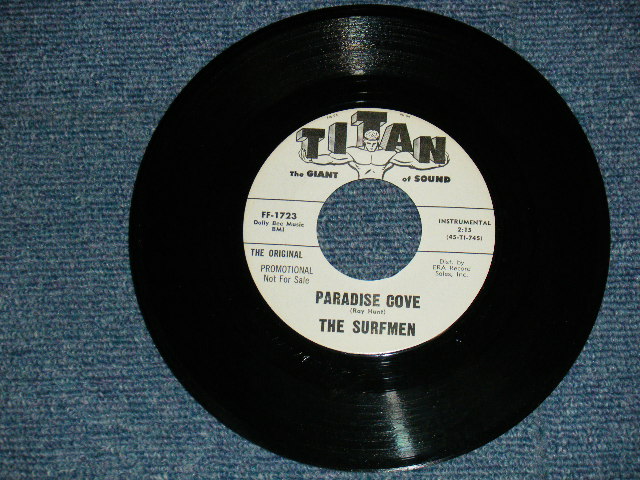 TITAN
The GIANT of SOUND
FF-1723
Dolly Bee Music
BMI
INSTRUMENTAL
2:15
(45-TI-745)
THE ORIGINAL
PROMOTIONAL
Not For Sale
Dist. by
ERA Record
Sales, Inc.
PARADISE COVE
(Ray Hunt)
THE SURFMEN